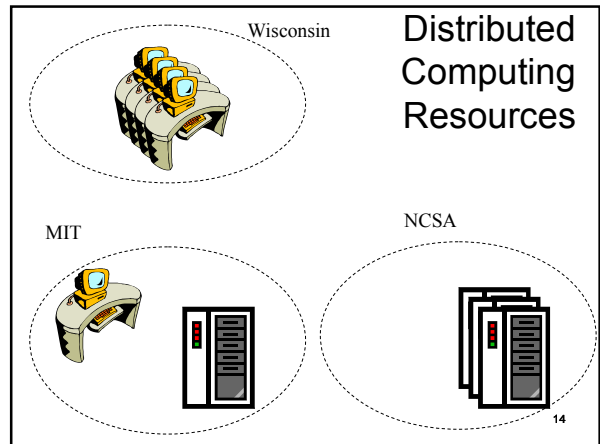 Wisconsin
Distributed
Computing
Resources
MIT
NCSA
14